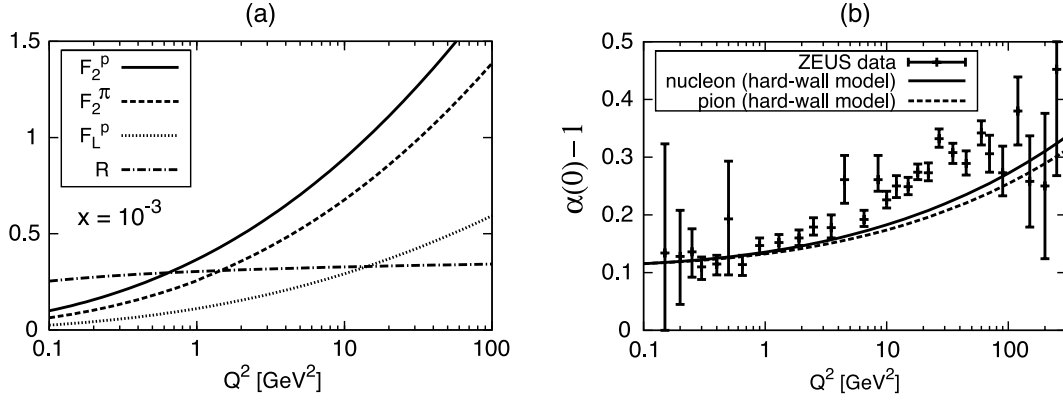 (a)
1.5
1
0.5
0
F₂ᵖ
F₂^π
F_Lᵖ
R
x = 10⁻³
0.1
1
10
100
Q² [GeV²]
(b)
α(0)−1
0.5
0.4
0.3
0.2
0.1
0
ZEUS data
nucleon (hard-wall model)
pion (hard-wall model)
0.1
1
10
100
Q² [GeV²]